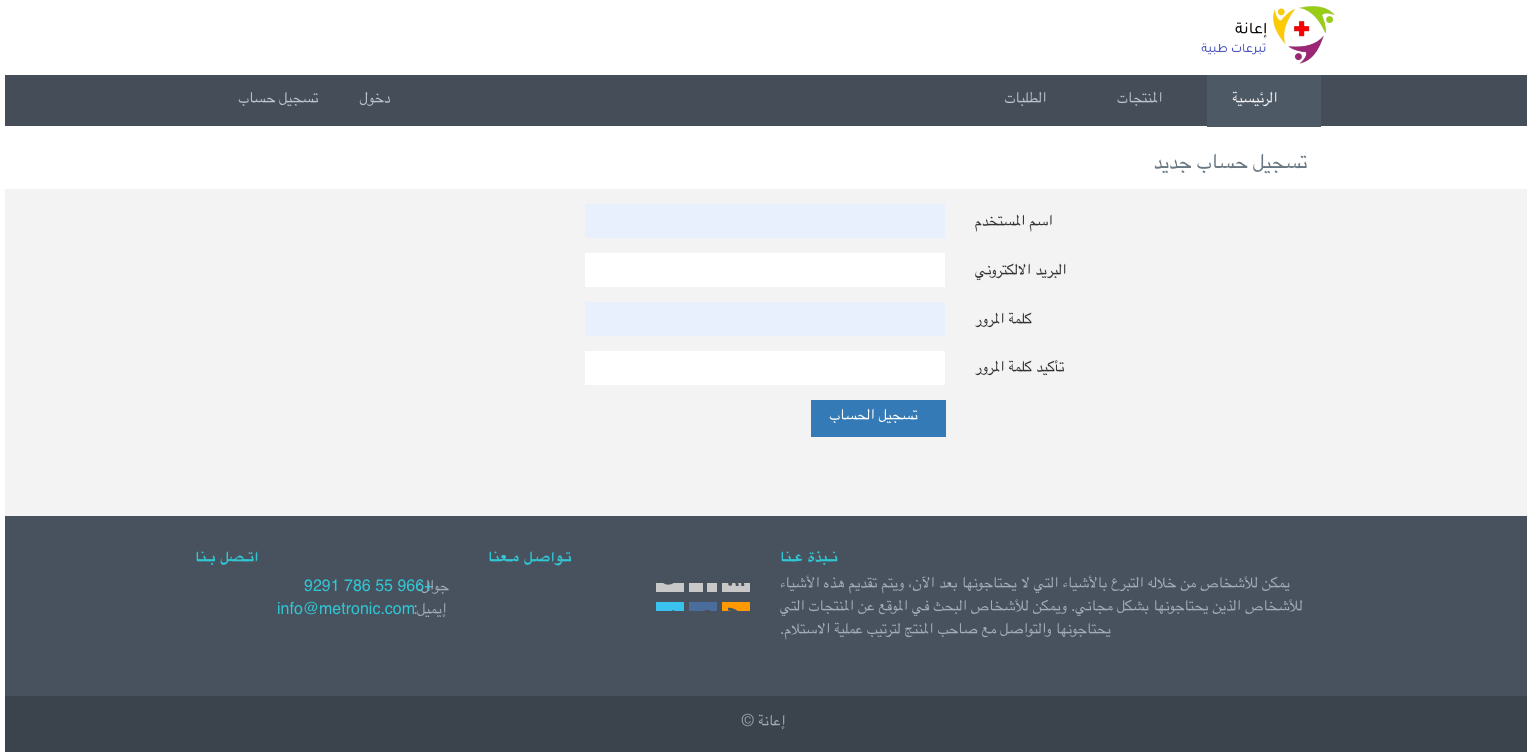 إعانة
تبرعات طبية
الرئيسية
المنتجات
الطلبات
دخول
تسجيل حساب
تسجيل حساب جديد
اسم المستخدم
البريد الالكتروني
كلمة المرور
تأكيد كلمة المرور
تسجيل الحساب
نبذة عنا
يمكن للأشخاص من خلاله التبرع بالأشياء التي لا يحتاجونها بعد الآن، ويتم تقديم هذه الأشياء
للأشخاص الذين يحتاجونها بشكل مجاني. ويمكن للأشخاص البحث في الموقع عن المنتجات التي
يحتاجونها والتواصل مع صاحب المنتج لترتيب عملية الاستلام.
تواصل معنا
اتصل بنا
جوال: +966 55 786 9291
إيميل: info@metronic.com
إعانة ©